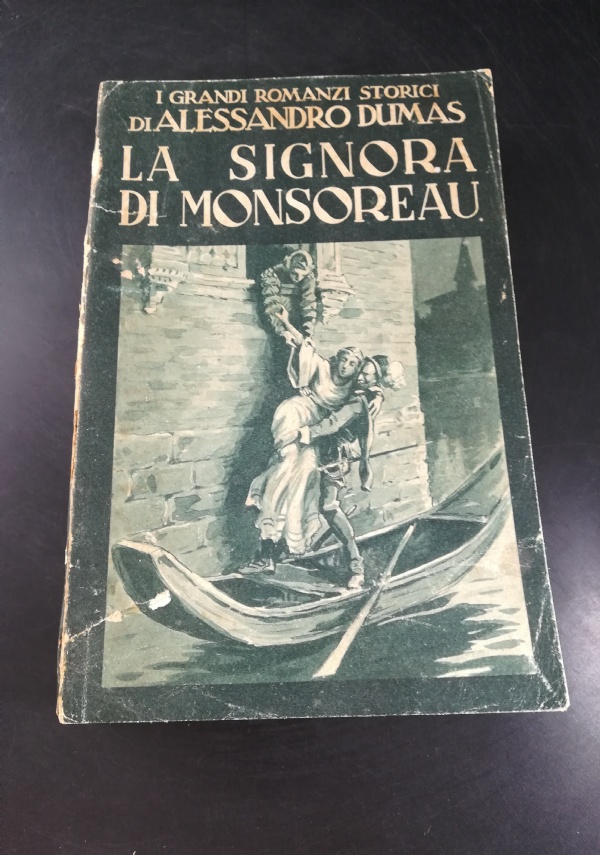 I GRANDI ROMANZI STORICI
DI ALESSANDRO DUMAS
LA SIGNORA
DI MONSOREAU.